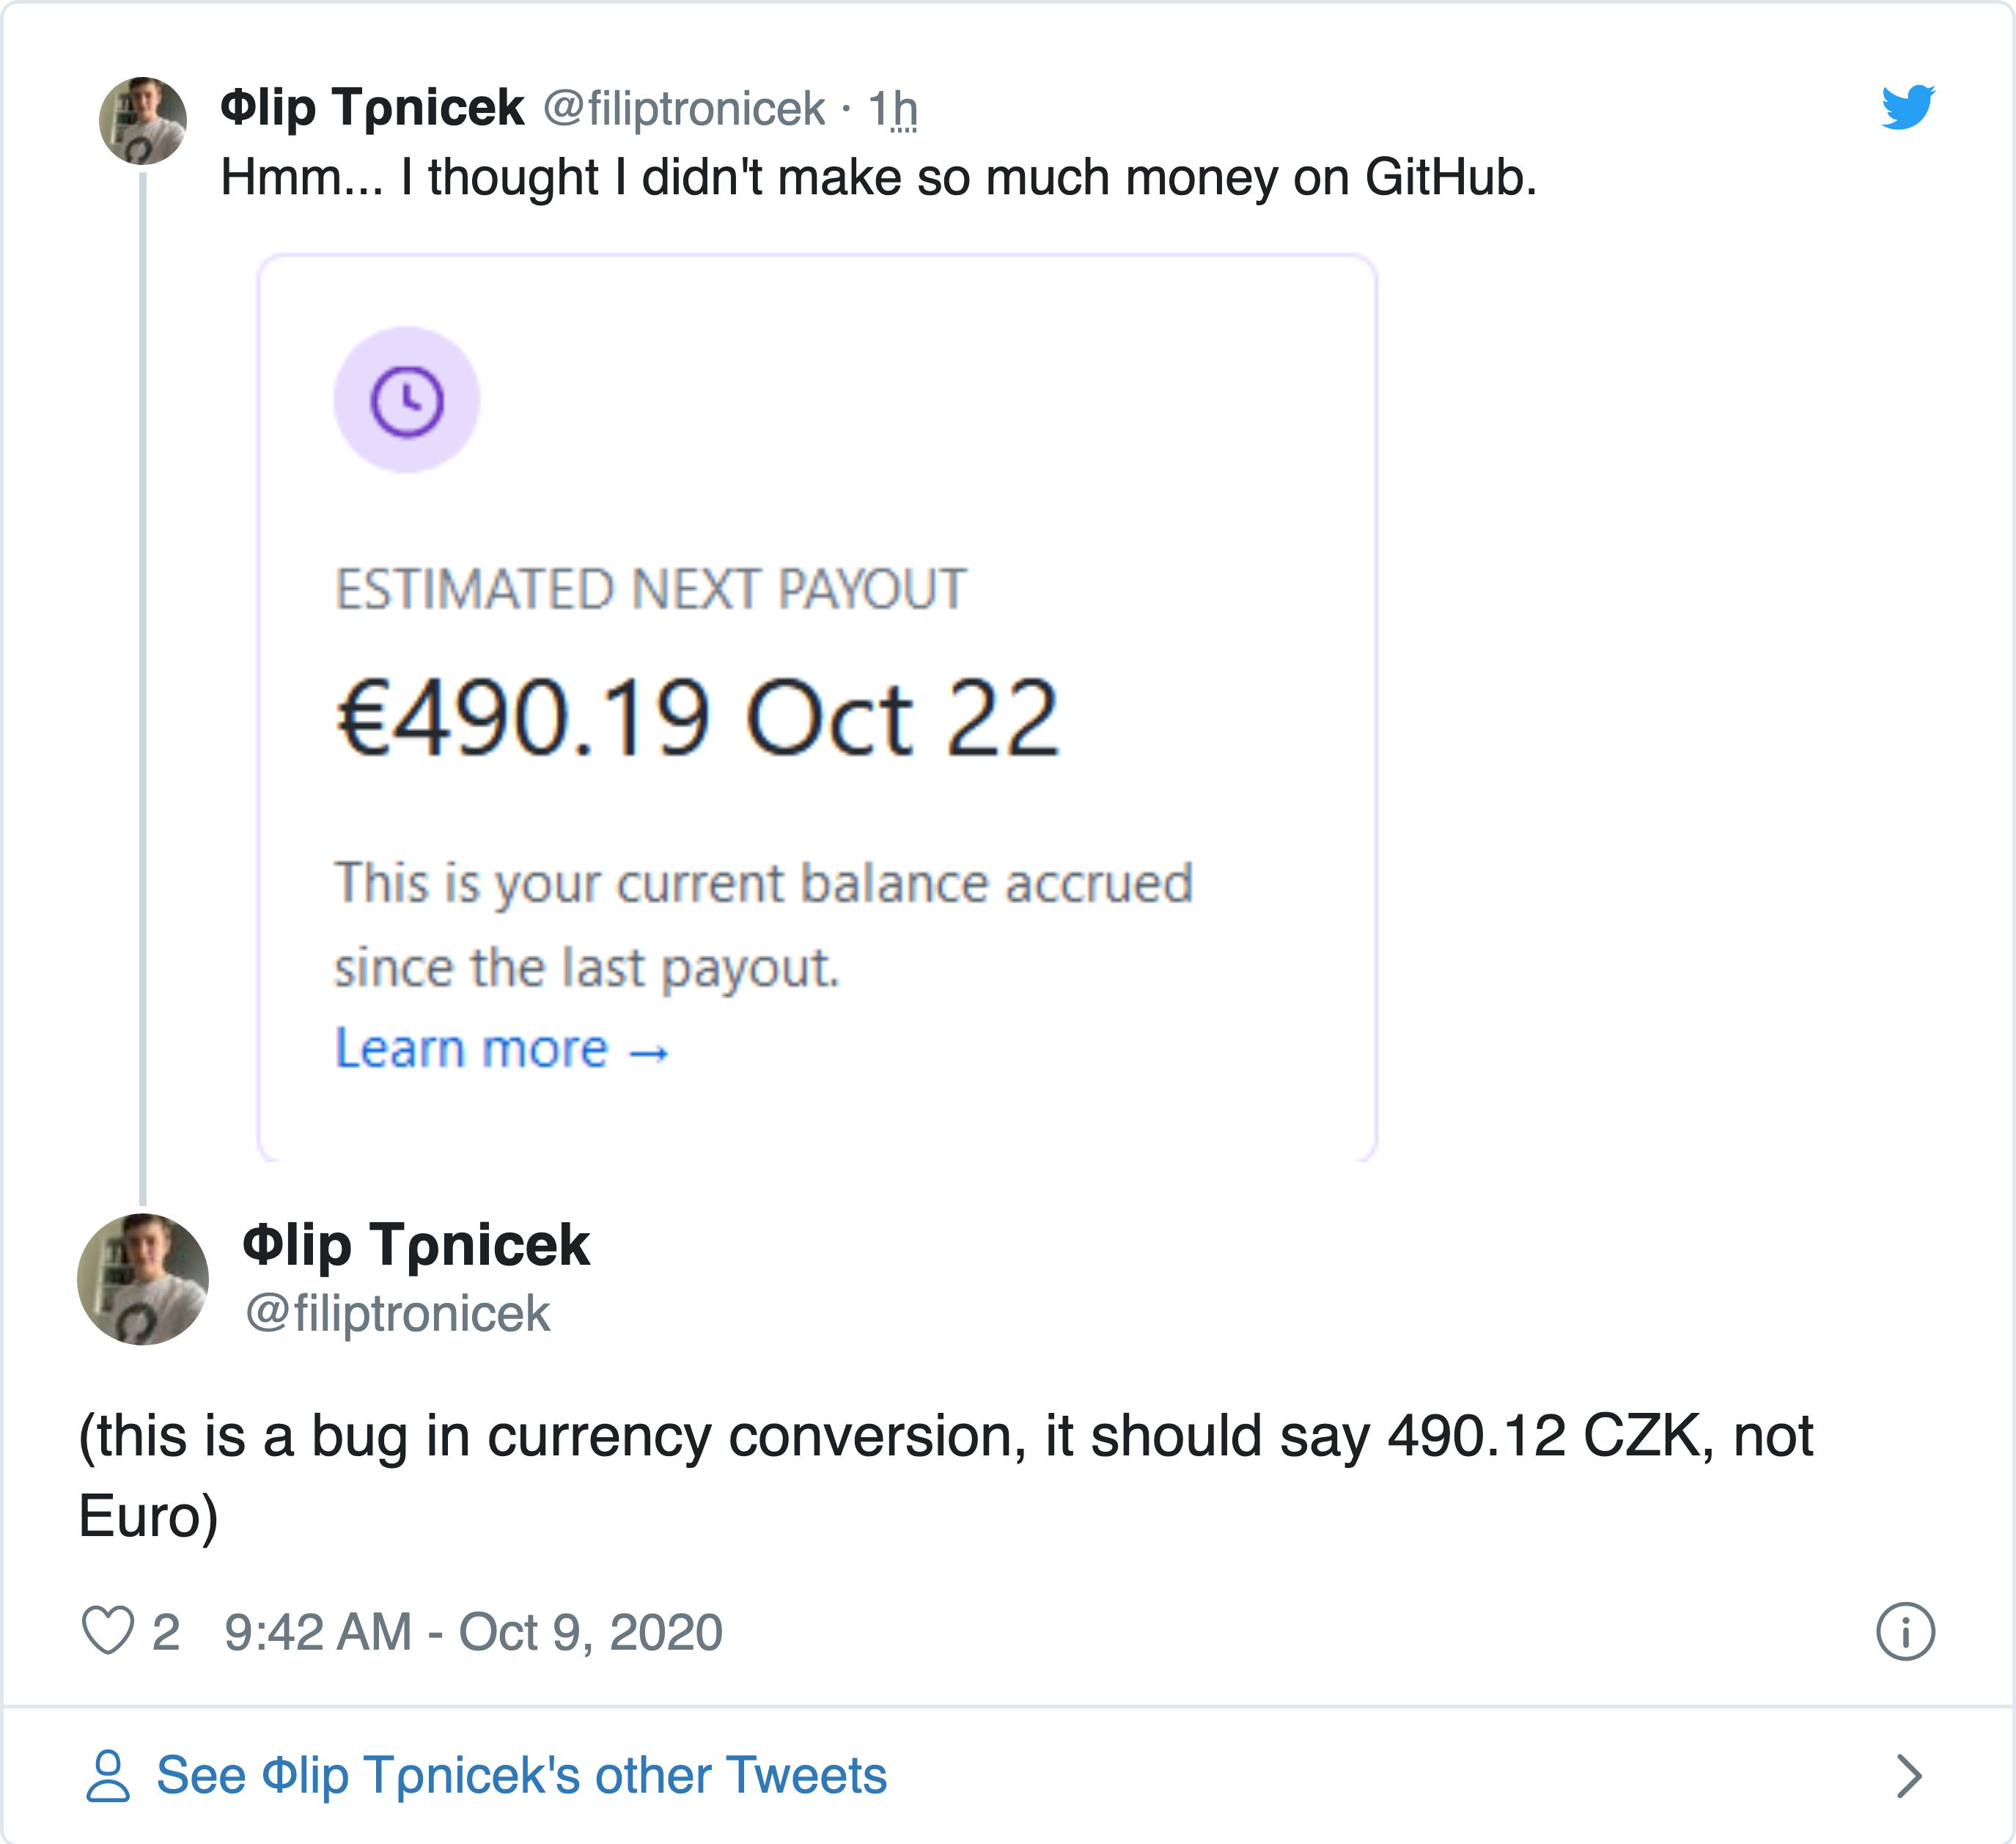 Φlip Tρnicek @filiptronicek · 1h
Hmm... I thought I didn't make so much money on GitHub.
ESTIMATED NEXT PAYOUT
€490.19 Oct 22
This is your current balance accrued
since the last payout.
Learn more →
Φlip Tρnicek
@filiptronicek
(this is a bug in currency conversion, it should say 490.12 CZK, not
Euro)
2 9:42 AM - Oct 9, 2020
See Φlip Tρnicek's other Tweets